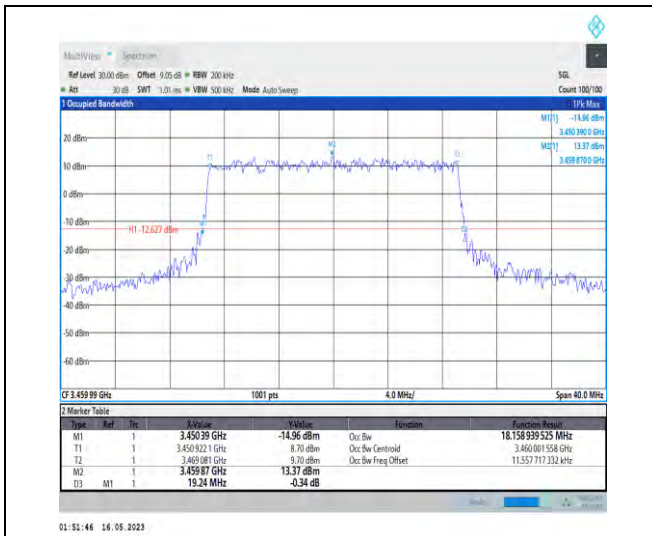 MultiView Spectrum
Ref Level 30.00 dBm Offset 9.05 dB RBW 200 kHz SGL
Att 30 dB SWT 1.01 ms VBW 500 kHz Mode Auto Sweep Count 100/100
1 Occupied Bandwidth 1Pk Max
M1[1] -14.96 dBm
3.450 390 0 GHz
M2[1] 13.37 dBm
3.459 870 0 GHz
20 dBm
M2
T1
10 dBm
0 dBm
-10 dBm
H1 -12.627 dBm
-20 dBm
-30 dBm
-40 dBm
-50 dBm
-60 dBm
CF 3.459 99 GHz 1001 pts 4.0 MHz/ Span 40.0 MHz
2 Marker Table
Type Ref Trc X-Value Y-Value Function Function Result
M1 1 3.450 39 GHz -14.96 dBm Occ Bw 18.158 939 525 MHz
T1 1 3.450 922 1 GHz 8.70 dBm Occ Bw Centroid 3.460 001 558 GHz
T2 1 3.469 081 GHz 9.70 dBm Occ Bw Freq Offset 11.557 717 332 kHz
M2 1 3.459 87 GHz 13.37 dBm
D3 M1 1 19.24 MHz -0.34 dB
01:51:46 16.05.2023